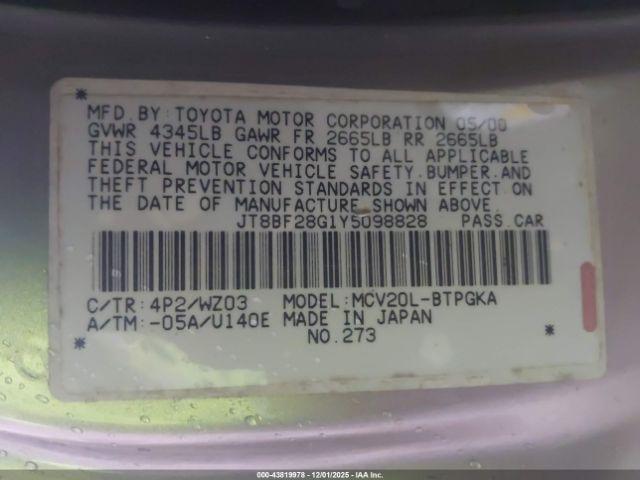 MFD.BY:TOYOTA MOTOR CORPORATION 05/00
GVWR 4345LB GAWR FR 2665LB RR 2665LB
THIS VEHICLE CONFORMS TO ALL APPLICABLE
FEDERAL MOTOR VEHICLE SAFETY.BUMPER.AND
THEFT PREVENTION STANDARDS IN EFFECT ON
THE DATE OF MANUFACTURE SHOWN ABOVE.
JT8BF28G1Y5098828 PASS.CAR
C/TR:4P2/WZ03 MODEL:MCV20L-BTPGKA
A/TM:-05A/U140E MADE IN JAPAN
NO.273
000-43819978 - 12/01/2025 - IAA Inc.